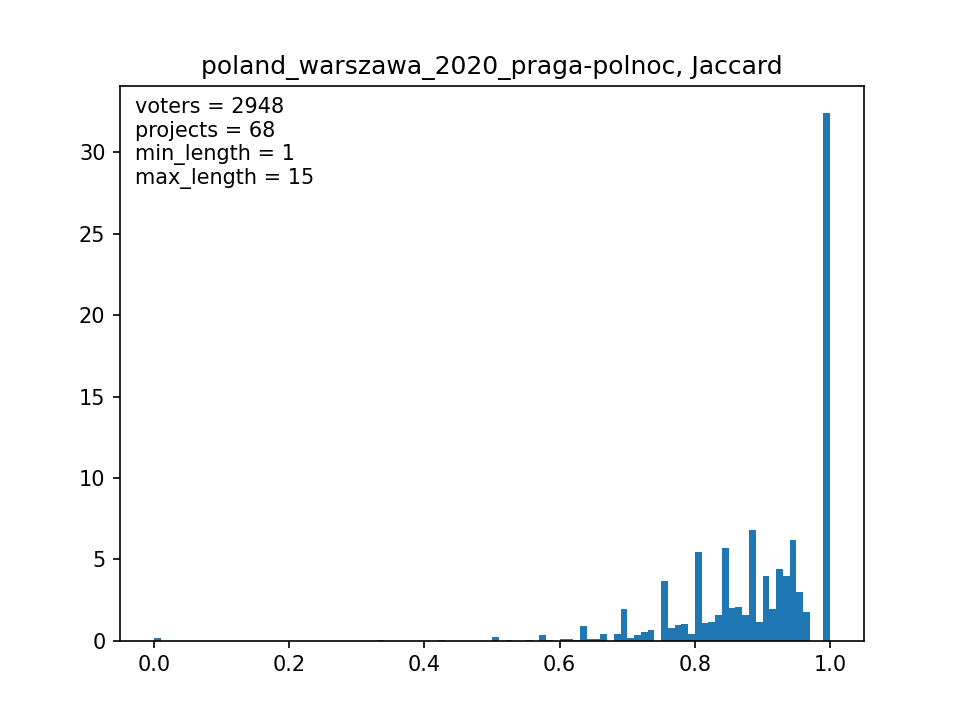 poland_warszawa_2020_praga-polnoc, Jaccard
voters = 2948
projects = 68
min_length = 1
max_length = 15
30
25
20
15
10
5
0
0.0 0.2 0.4 0.6 0.8 1.0